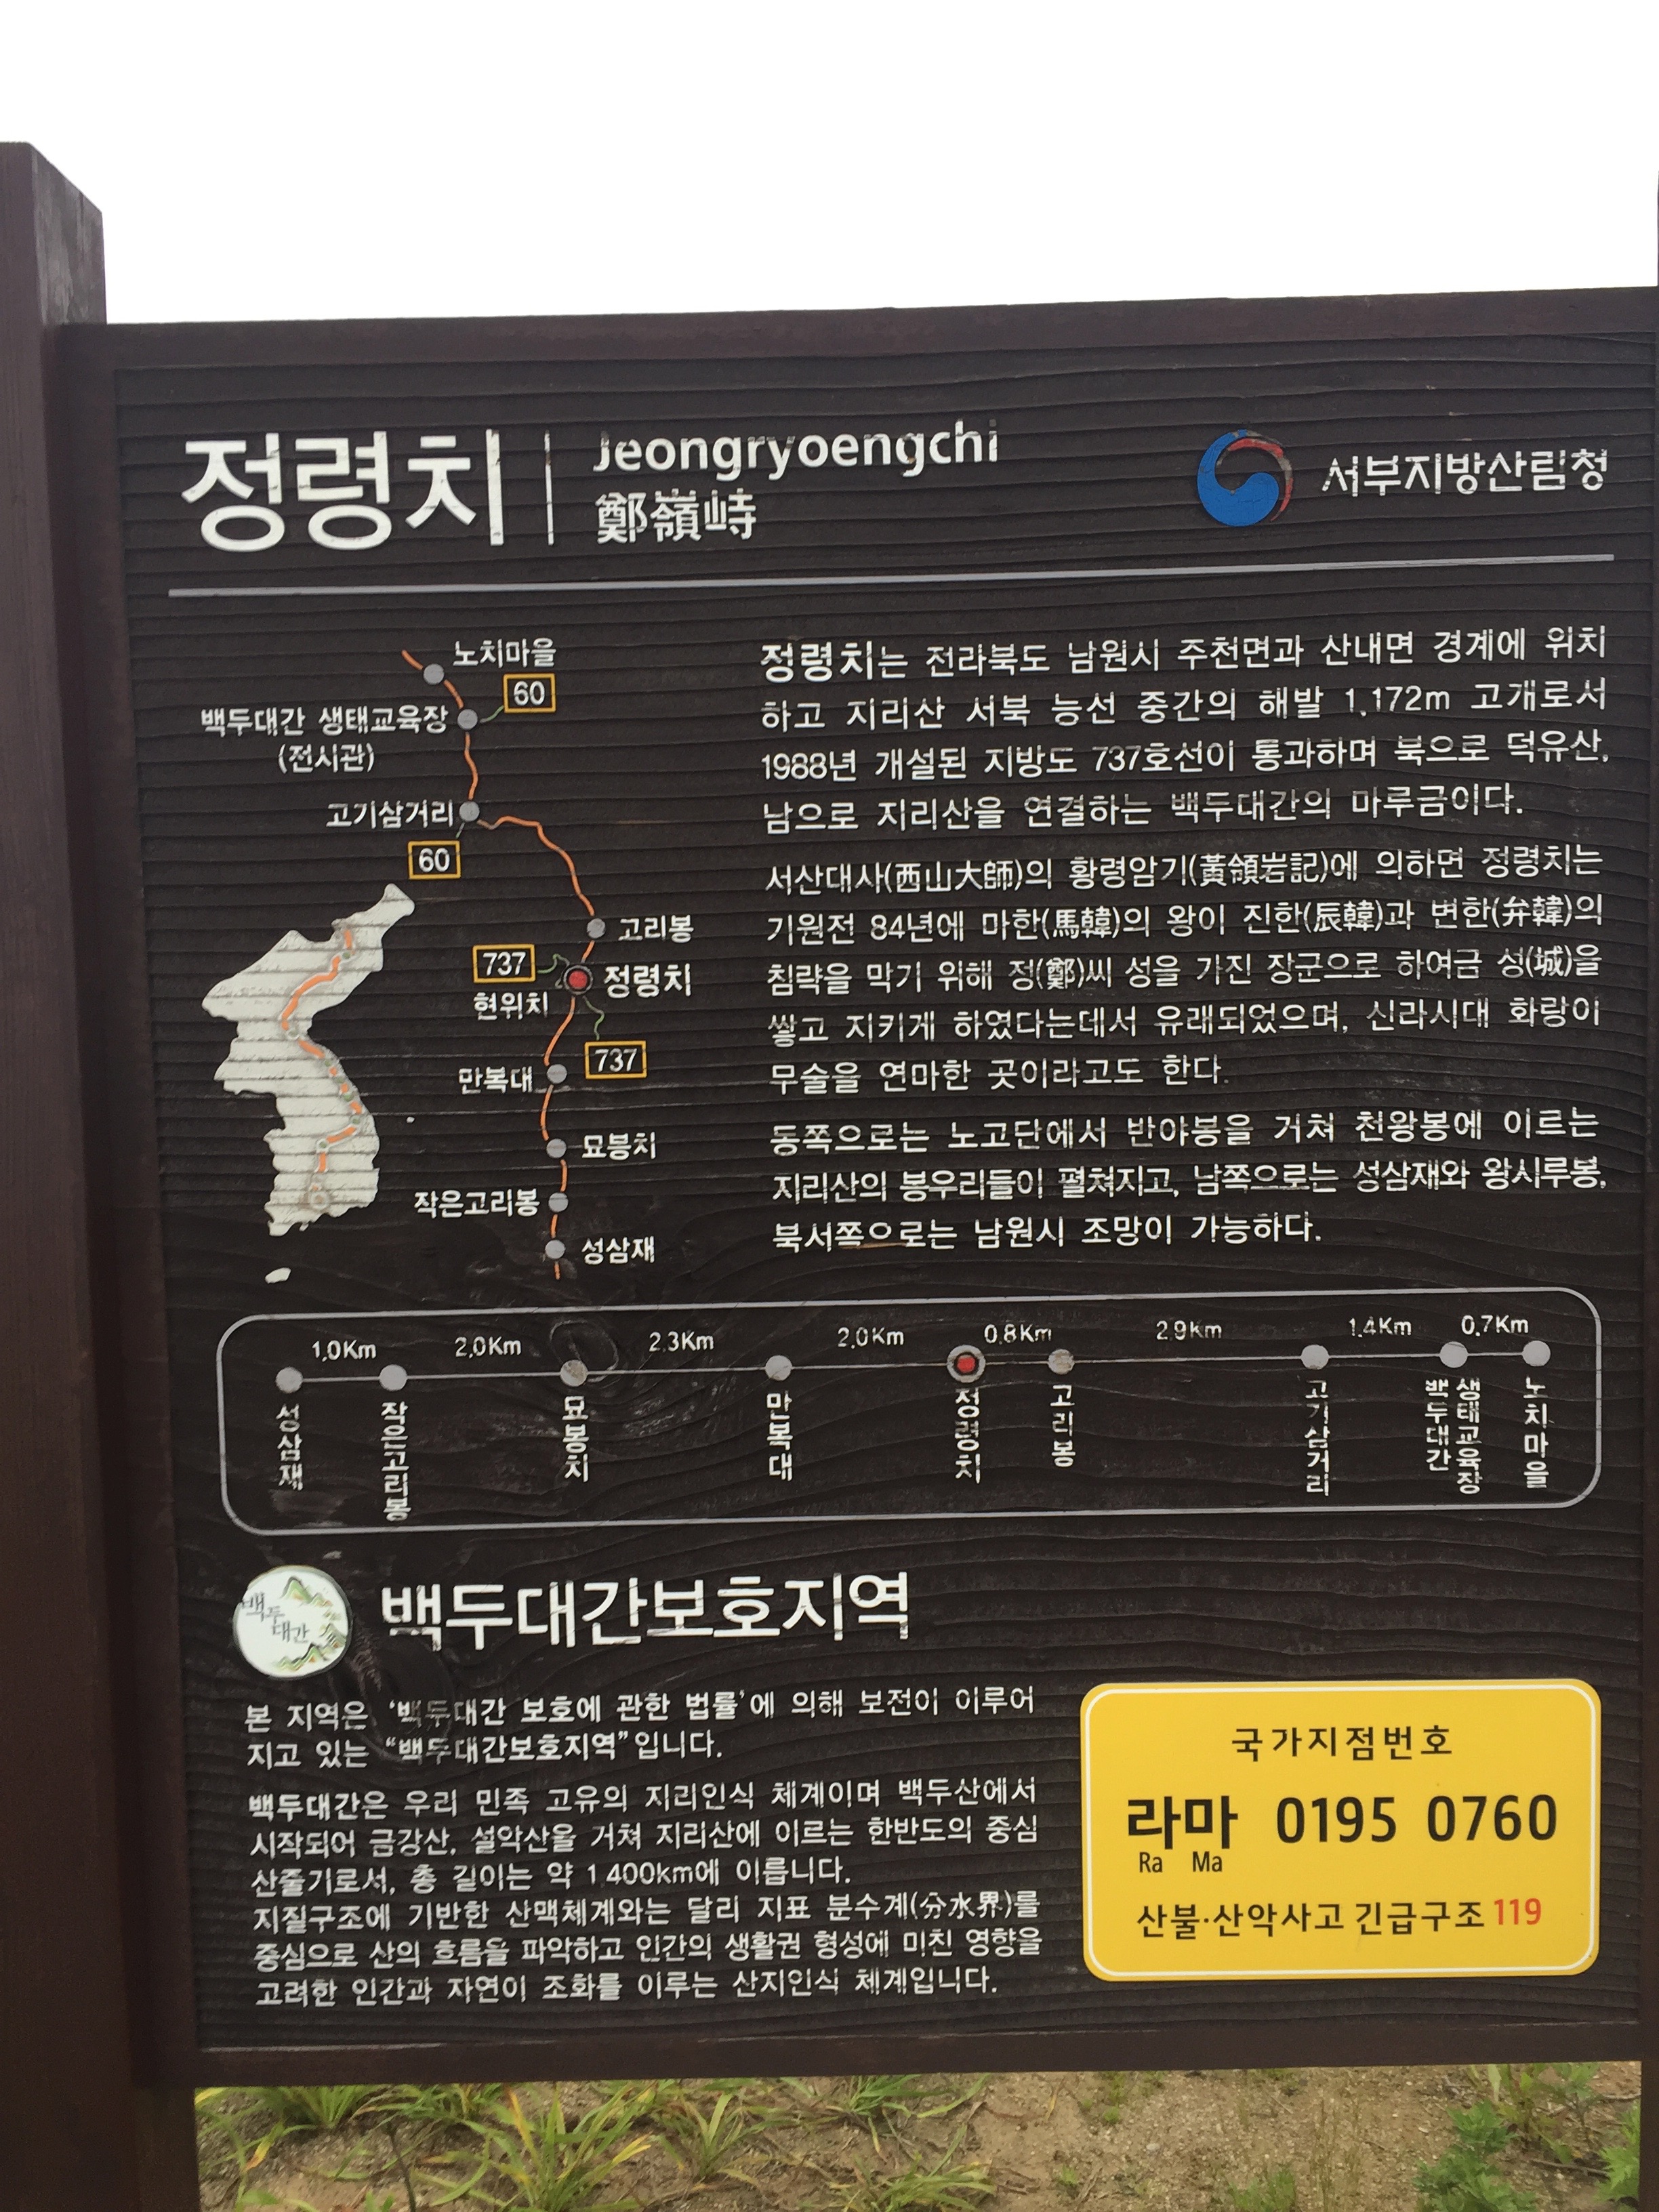 정령치
Jeongryoengchi
鄭嶺峙
서부지방산림청
노치마을
60
백두대간 생태교육장
(전시관)
고기삼거리
60
고리봉
737
정령치
현위치
737
만복대
묘봉치
작은고리봉
성삼재
정령치는 전라북도 남원시 주천면과 산내면 경계에 위치
하고 지리산 서북 능선 중간의 해발 1,172m 고개로서
1988년 개설된 지방도 737호선이 통과하며 북으로 덕유산,
남으로 지리산을 연결하는 백두대간의 마루금이다.
서산대사(西山大師)의 황령암기(黃領岩記)에 의하면 정령치는
기원전 84년에 마한(馬韓)의 왕이 진한(辰韓)과 변한(弁韓)의
침략을 막기 위해 정(鄭)씨 성을 가진 장군으로 하여금 성(城)을
쌓고 지키게 하였다는데서 유래되었으며, 신라시대 화랑이
무술을 연마한 곳이라고도 한다.
동쪽으로는 노고단에서 반야봉을 거쳐 천왕봉에 이르는
지리산의 봉우리들이 펼쳐지고, 남쪽으로는 성삼재와 왕시루봉,
북서쪽으로는 남원시 조망이 가능하다.
1.0Km 2.0Km 2.3Km 2.0Km 0.8Km 2.9Km 1.4Km 0.7Km
성삼재
작은고리봉
묘봉치
만복대
정령치
고리봉
고기삼거리
백두대간
생태교육장
노치마을
백두
대간
백두대간보호지역
본 지역은 '백두대간 보호에 관한 법률'에 의해 보전이 이루어
지고 있는 "백두대간보호지역"입니다.
백두대간은 우리 민족 고유의 지리인식 체계이며 백두산에서
시작되어 금강산, 설악산을 거쳐 지리산에 이르는 한반도의 중심
산줄기로서, 총 길이는 약 1,400km에 이릅니다.
지질구조에 기반한 산맥체계와는 달리 지표 분수계(分水界)를
중심으로 산의 흐름을 파악하고 인간의 생활권 형성에 미친 영향을
고려한 인간과 자연이 조화를 이루는 산지인식 체계입니다.
국가지점번호
라마 0195 0760
Ra Ma
산불·산악사고 긴급구조 119